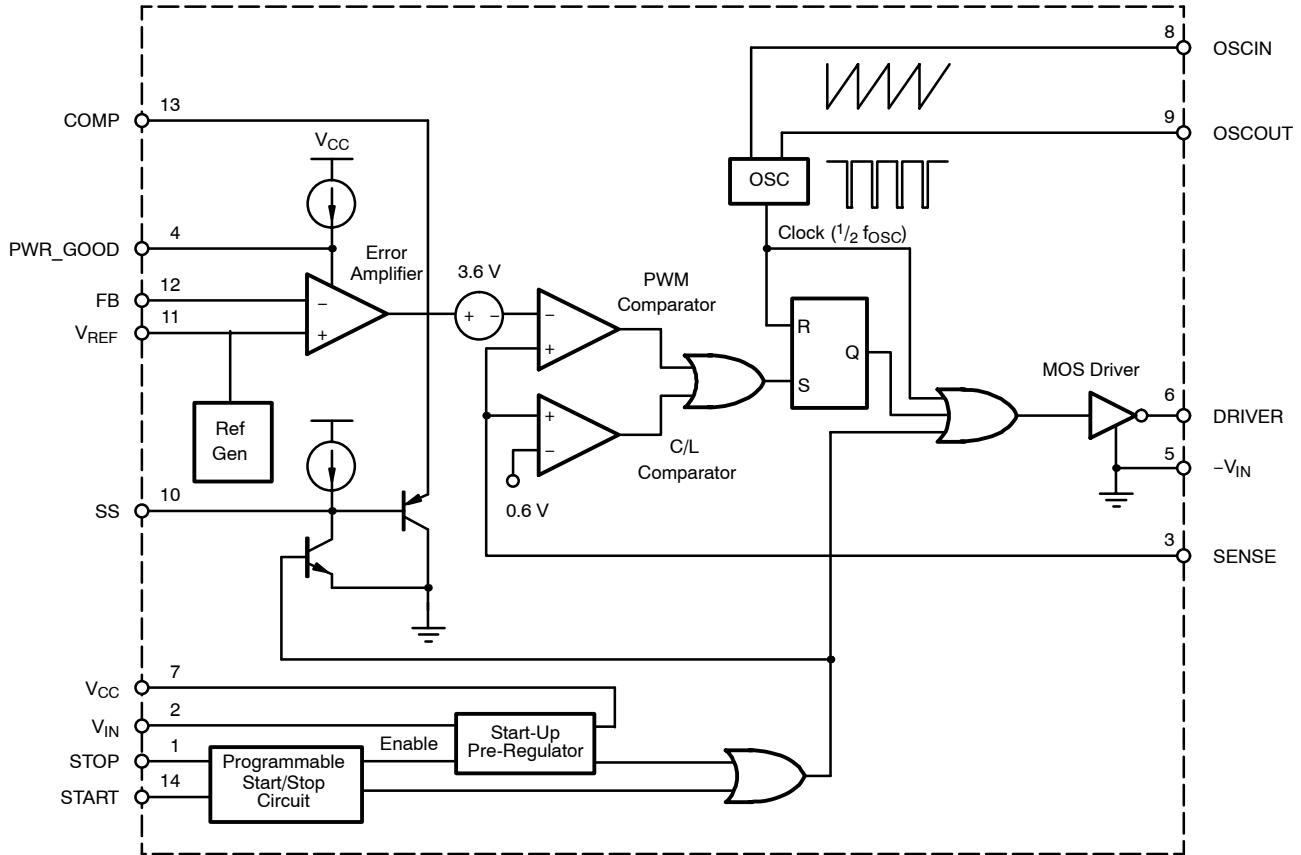 8
OSCIN
13
COMP
9
OSCOUT
VCC
OSC
4
PWR_GOOD
Clock (1/2 fOSC)
Error
Amplifier
3.6 V
PWM
Comparator
12
FB
11
VREF
−
+
+ −
−
+
R
Q
S
MOS Driver
6
DRIVER
Ref
Gen
+
−
C/L
Comparator
5
−VIN
10
SS
0.6 V
3
SENSE
7
VCC
2
VIN
Start-Up
Pre-Regulator
1
STOP
Enable
Programmable
Start/Stop
Circuit
14
START